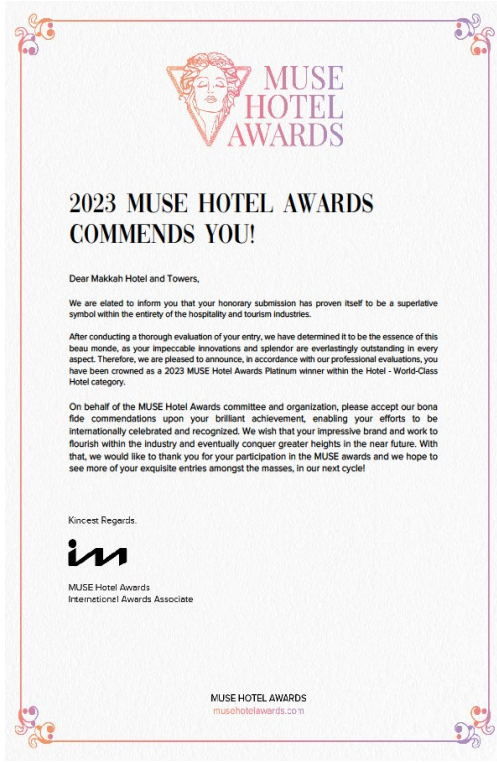 MUSE
HOTEL
AWARDS
2023 MUSE HOTEL AWARDS
COMMENDS YOU!
Dear Makkah Hotel and Towers,
We are elated to inform you that your honorary submission has proven itself to be a superlative
symbol within the entirety of the hospitality and tourism industries.
After conducting a thorough evaluation of your entry, we have determined it to be the essence of this
beau monde, as your impeccable innovations and splendor are everlastingly outstanding in every
aspect. Therefore, we are pleased to announce, in accordance with our professional evaluations, you
have been crowned as a 2023 MUSE Hotel Awards Platinum winner within the Hotel - World-Class
Hotel category.
On behalf of the MUSE Hotel Awards committee and organization, please accept our bona
fide commendations upon your brilliant achievement, enabling your efforts to be
internationally celebrated and recognized. We wish that your impressive brand and work to
flourish within the industry and eventually conquer greater heights in the near future. With
that, we would like to thank you for your participation in the MUSE awards and we hope to
see more of your exquisite entries amongst the masses, in our next cycle!
Kincest Regards,
MUSE Hotel Awards
International Awards Associate
MUSE HOTEL AWARDS
musehotelawards.com